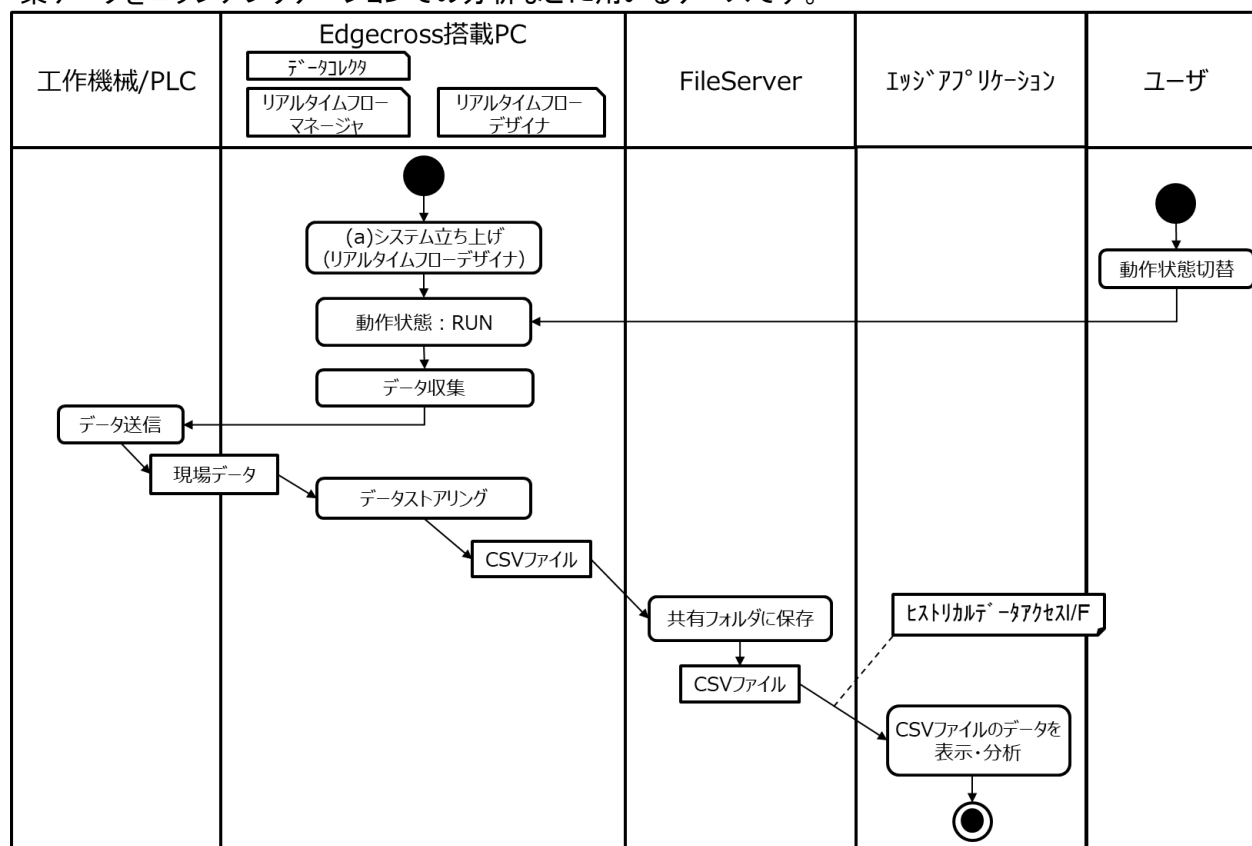 Edgecross搭載PC
工作機械/PLC
ﾃﾞｰﾀｺﾚｸﾀ
リアルタイムフロー
マネージャ
リアルタイムフロー
デザイナ
FileServer
ｴｯｼﾞｱﾌﾟﾘｹｰｼｮﾝ
ユーザ
(a)システム立ち上げ
(リアルタイムフローデザイナ)
動作状態切替
動作状態：RUN
データ収集
データ送信
現場データ
データストアリング
CSVファイル
共有フォルダに保存
ﾋｽﾄﾘｶﾙﾃﾞｰﾀｱｸｾｽI/F
CSVファイル
CSVファイルのデータを
表示・分析